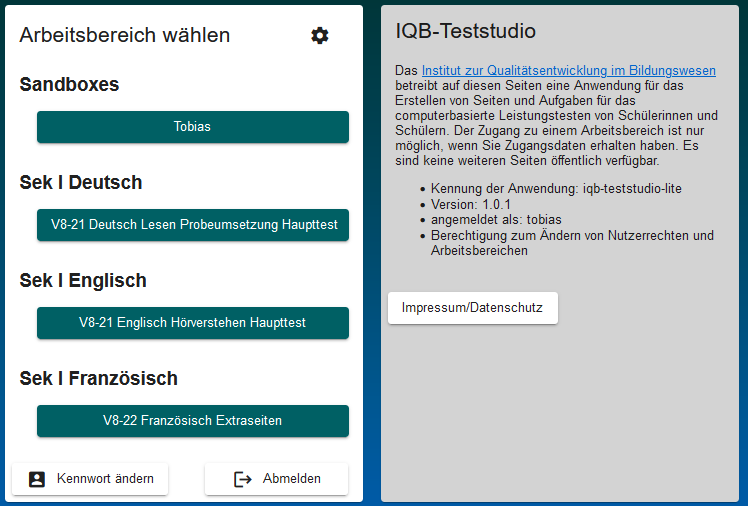 Arbeitsbereich wählen
Sandboxes
Tobias
Sek I Deutsch
V8-21 Deutsch Lesen Probeumsetzung Haupttest
Sek I Englisch
V8-21 Englisch Hörverstehen Haupttest
Sek I Französisch
V8-22 Französisch Extraseiten
Kennwort ändern
Abmelden
IQB-Teststudio
Das Institut zur Qualitätsentwicklung im Bildungswesen
betreibt auf diesen Seiten eine Anwendung für das
Erstellen von Seiten und Aufgaben für das
computerbasierte Leistungstesten von Schülerinnen und
Schülern. Der Zugang zu einem Arbeitsbereich ist nur
möglich, wenn Sie Zugangsdaten erhalten haben. Es
sind keine weiteren Seiten öffentlich verfügbar.
• Kennung der Anwendung: iqb-teststudio-lite
• Version: 1.0.1
• angemeldet als: tobias
• Berechtigung zum Ändern von Nutzerrechten und
Arbeitsbereichen
Impressum/Datenschutz